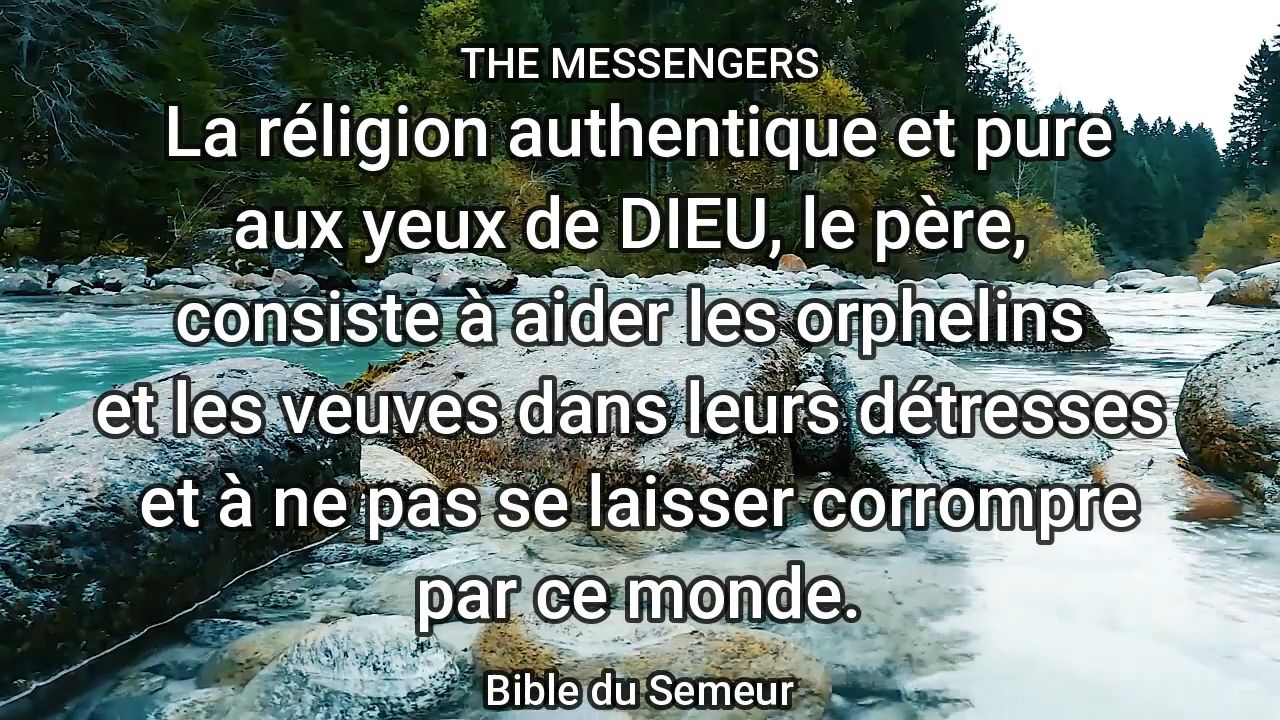 THE MESSENGERS
La réligion authentique et pure
aux yeux de DIEU, le père,
consiste à aider les orphelins
et les veuves dans leurs détresses
et à ne pas se laisser corrompre
par ce monde.
Bible du Semeur